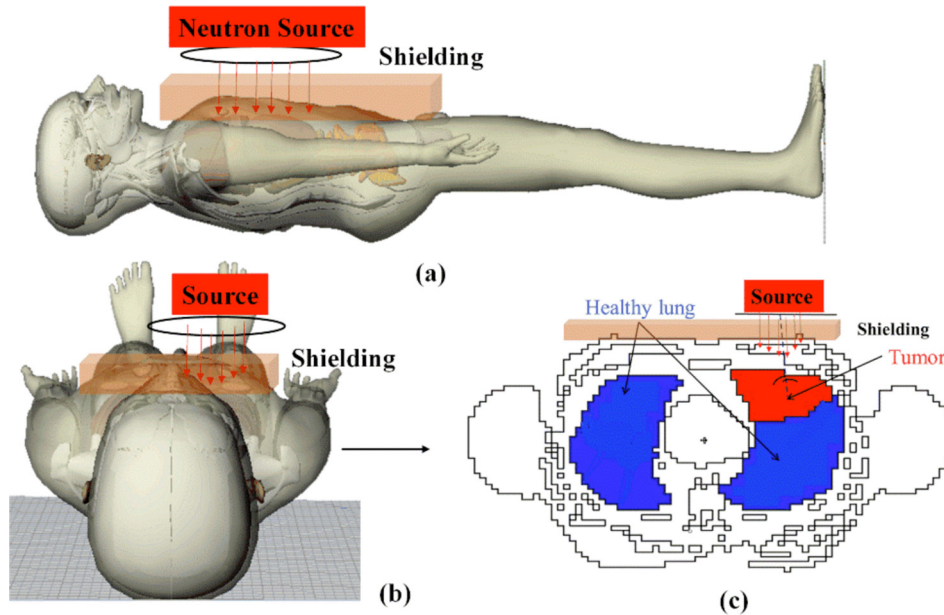 Neutron Source
Shielding
(a)
Source
Shielding
(b)
Healthy lung
Source
Shielding
Tumor
(c)